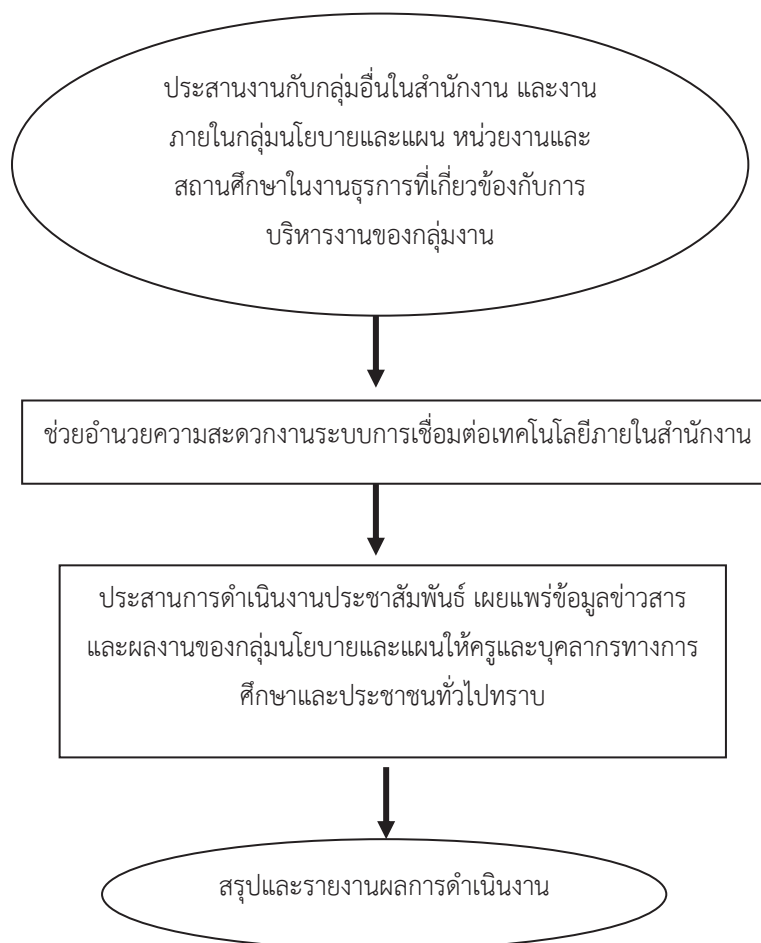 ประสานงานกับกลุ่มอื่นในสำนักงาน และงาน
ภายในกลุ่มนโยบายและแผน หน่วยงานและ
สถานศึกษาในงานธุรการที่เกี่ยวข้องกับการ
บริหารงานของกลุ่มงาน
ช่วยอำนวยความสะดวกงานระบบการเชื่อมต่อเทคโนโลยีภายในสำนักงาน
ประสานการดำเนินงานประชาสัมพันธ์ เผยแพร่ข้อมูลข่าวสาร
และผลงานของกลุ่มนโยบายและแผนให้ครูและบุคลากรทางการ
ศึกษาและประชาชนทั่วไปทราบ
สรุปและรายงานผลการดำเนินงาน